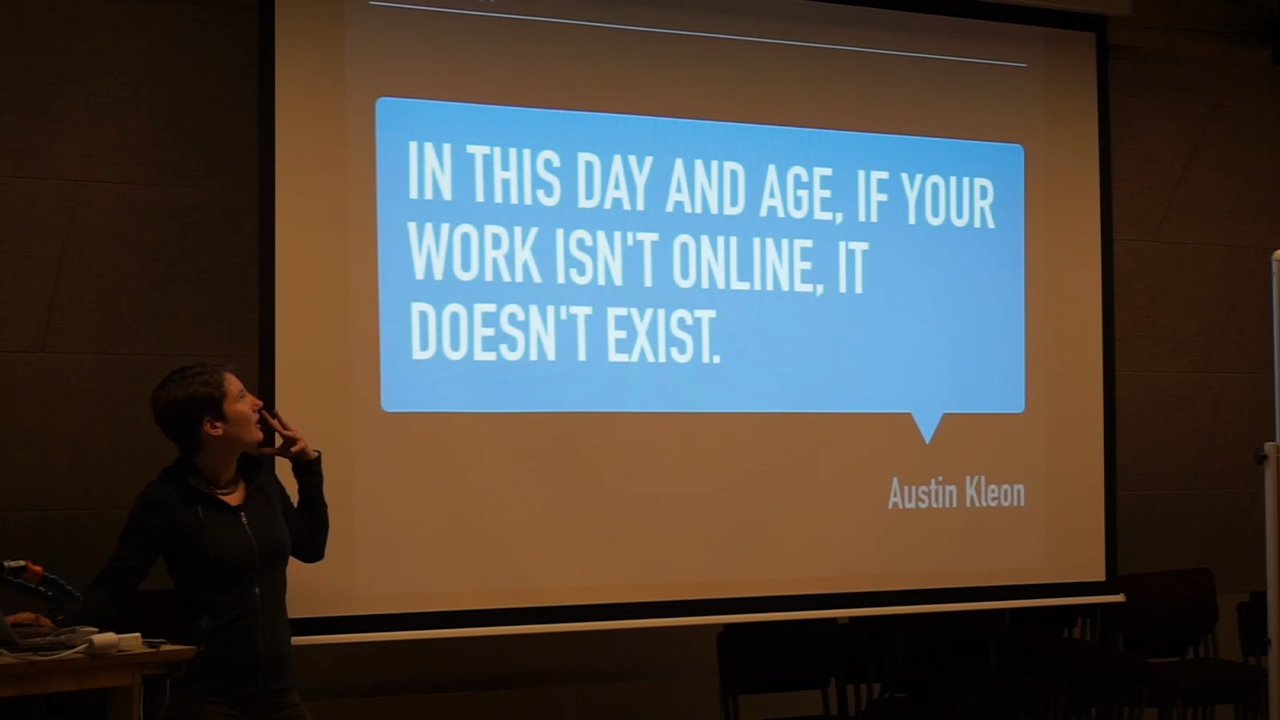 IN THIS DAY AND AGE, IF YOUR
WORK ISN'T ONLINE, IT
DOESN'T EXIST.
Austin Kleon